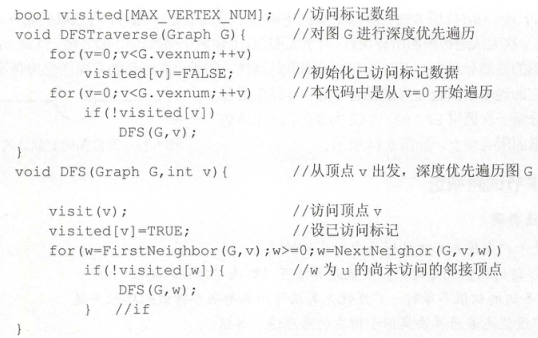 bool visited[MAX_VERTEX_NUM];   //访问标记数组
void DFSTraverse(Graph G){   //对图 G 进行深度优先遍历
    for(v=0;v<G.vexnum;++v)
        visited[v]=FALSE;   //初始化已访问标记数据
    for(v=0;v<G.vexnum;++v)   //本代码中是从 v=0 开始遍历
        if(!visited[v])
            DFS(G,v);
}
void DFS(Graph G,int v){   //从顶点 v 出发，深度优先遍历图 G
    visit(v);   //访问顶点 v
    visited[v]=TRUE;   //设已访问标记
    for(w=FirstNeighbor(G,v);w>=0;w=NextNeighor(G,v,w))
        if(!visited[w]){   //w 为 u 的尚未访问的邻接顶点
            DFS(G,w);
        }   //if
}